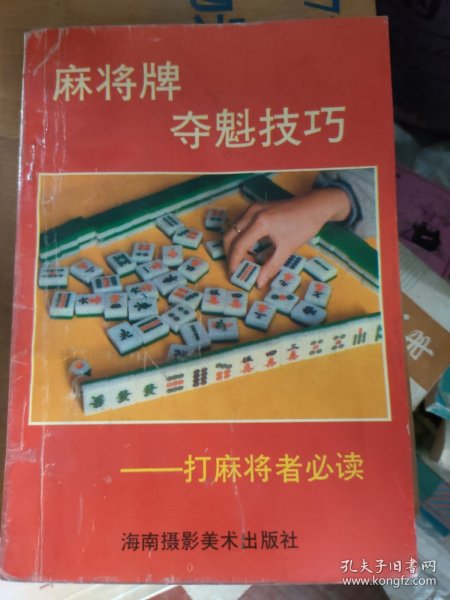 麻将牌
夺魁技巧
——打麻将者必读
海南摄影美术出版社
孔夫子旧书网
www.kongfz.com